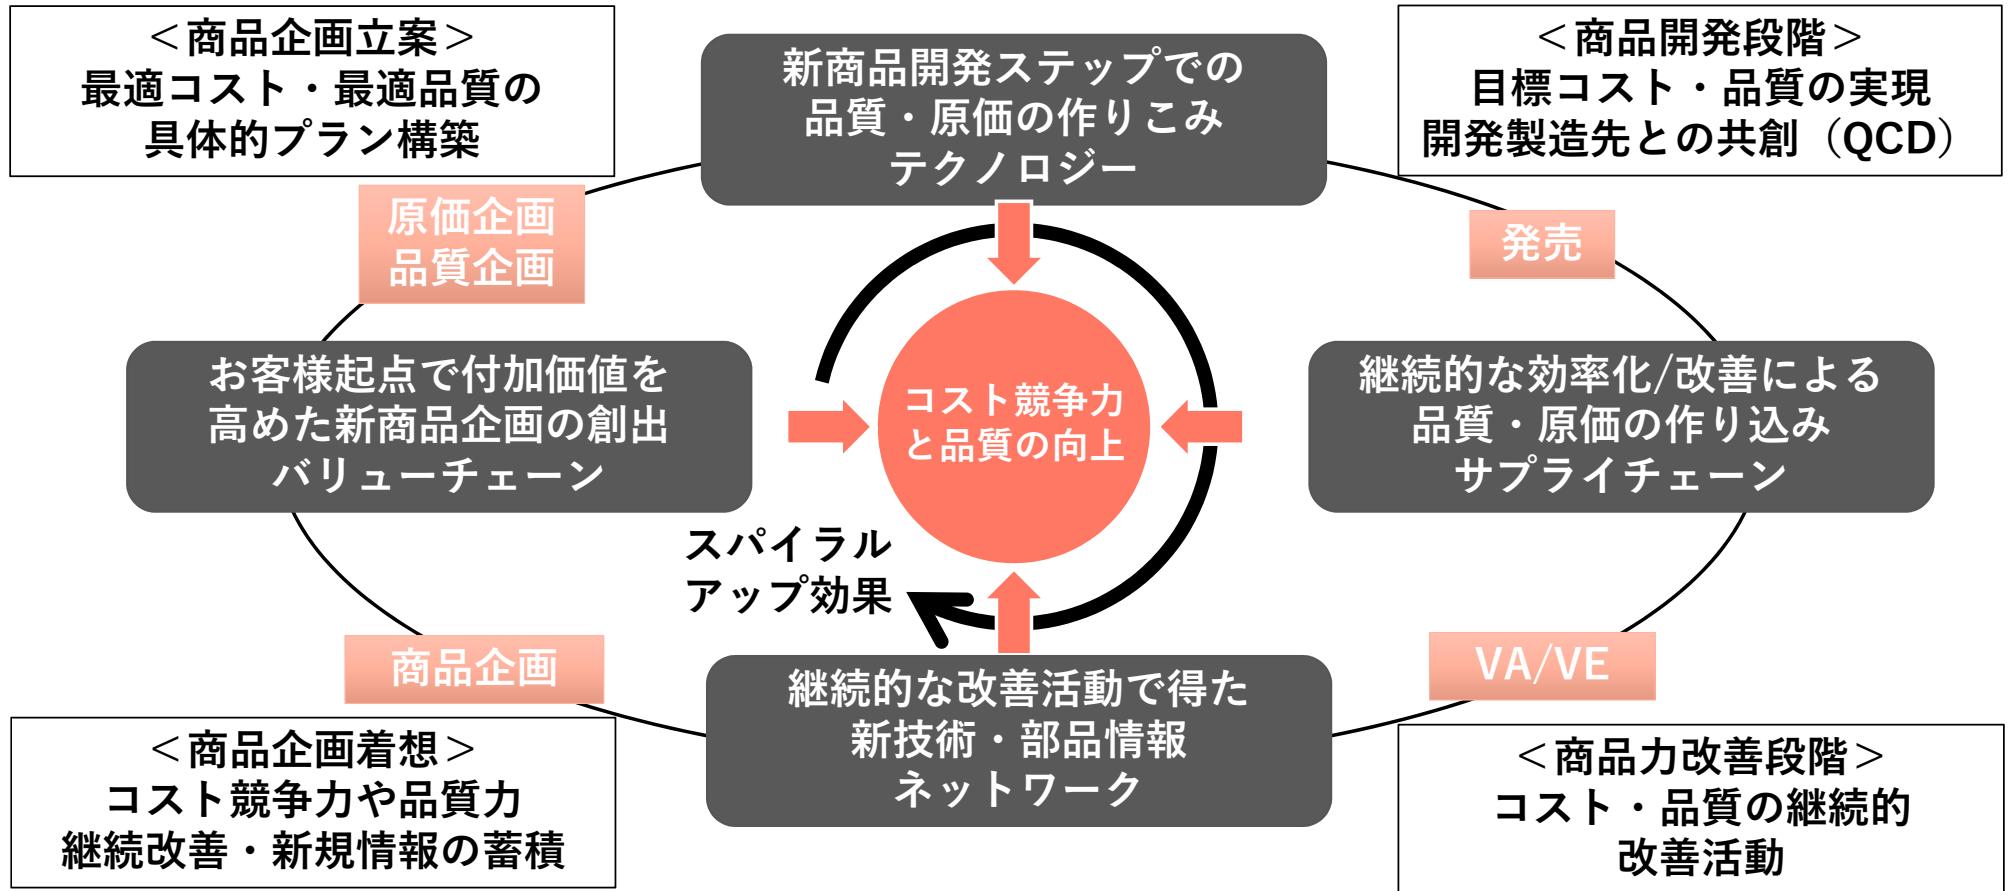 ＜商品企画立案＞
最適コスト・最適品質の
具体的プラン構築
新商品開発ステップでの
品質・原価の作りこみ
テクノロジー
＜商品開発段階＞
目標コスト・品質の実現
開発製造先との共創（QCD）
原価企画
品質企画
発売
お客様起点で付加価値を
高めた新商品企画の創出
バリューチェーン
コスト競争力
と品質の向上
継続的な効率化/改善による
品質・原価の作り込み
サプライチェーン
スパイラル
アップ効果
商品企画
VA/VE
継続的な改善活動で得た
新技術・部品情報
ネットワーク
＜商品企画着想＞
コスト競争力や品質力
継続改善・新規情報の蓄積
＜商品力改善段階＞
コスト・品質の継続的
改善活動